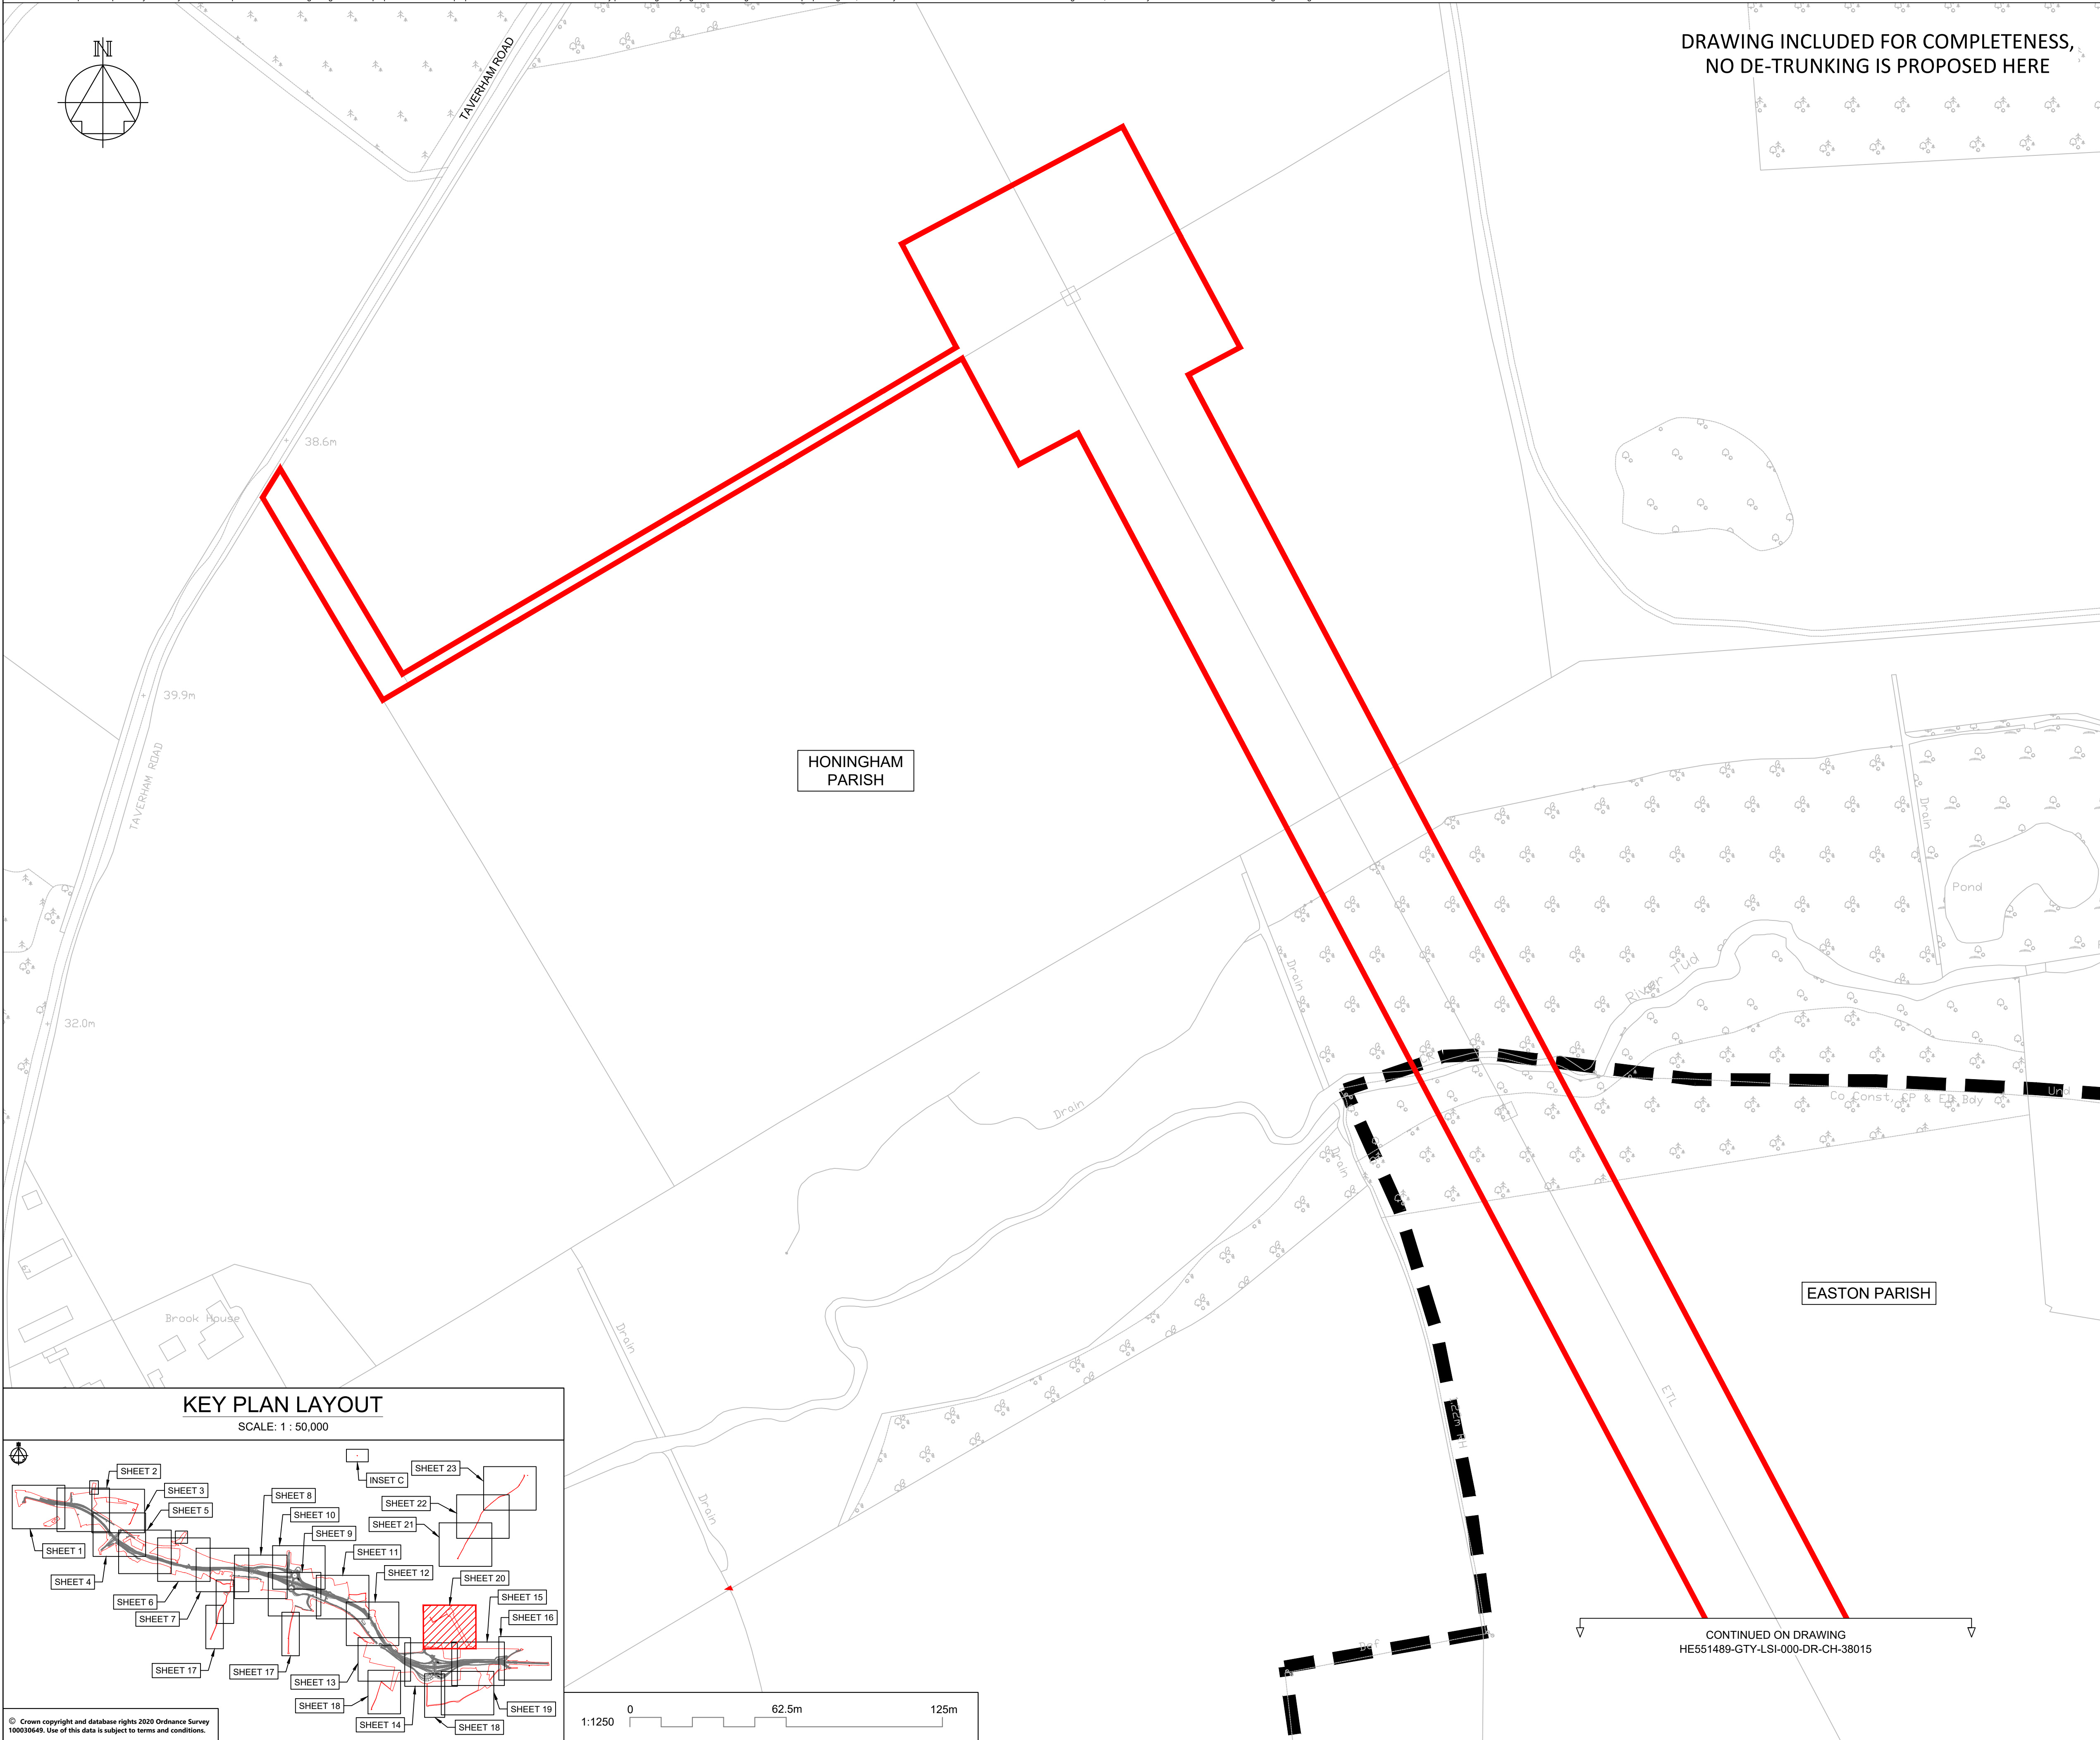 DRAWING INCLUDED FOR COMPLETENESS,
NO DE-TRUNKING IS PROPOSED HERE
N
TAVERHAM ROAD
38.6m
39.9m
TAVERHAM ROAD
HONINGHAM
PARISH
Drain
Pond
River Tud
Drain
32.0m
Drain
Co Const, CP & ED Bdy
Und
Drain
67
Brook House
Drain
EASTON PARISH
ETL
1.22m RH
Drain
Def
CONTINUED ON DRAWING
HE551489-GTY-LSI-000-DR-CH-38015
KEY PLAN LAYOUT
SCALE: 1 : 50,000
INSET C
SHEET 23
SHEET 2
SHEET 3
SHEET 8
SHEET 22
SHEET 5
SHEET 10
SHEET 21
SHEET 9
SHEET 1
SHEET 11
SHEET 12
SHEET 4
SHEET 20
SHEET 6
SHEET 15
SHEET 7
SHEET 16
SHEET 17
SHEET 17
SHEET 13
SHEET 18
SHEET 19
SHEET 14
SHEET 18
© Crown copyright and database rights 2020 Ordnance Survey
100030649. Use of this data is subject to terms and conditions.
1:1250
0
62.5m
125m